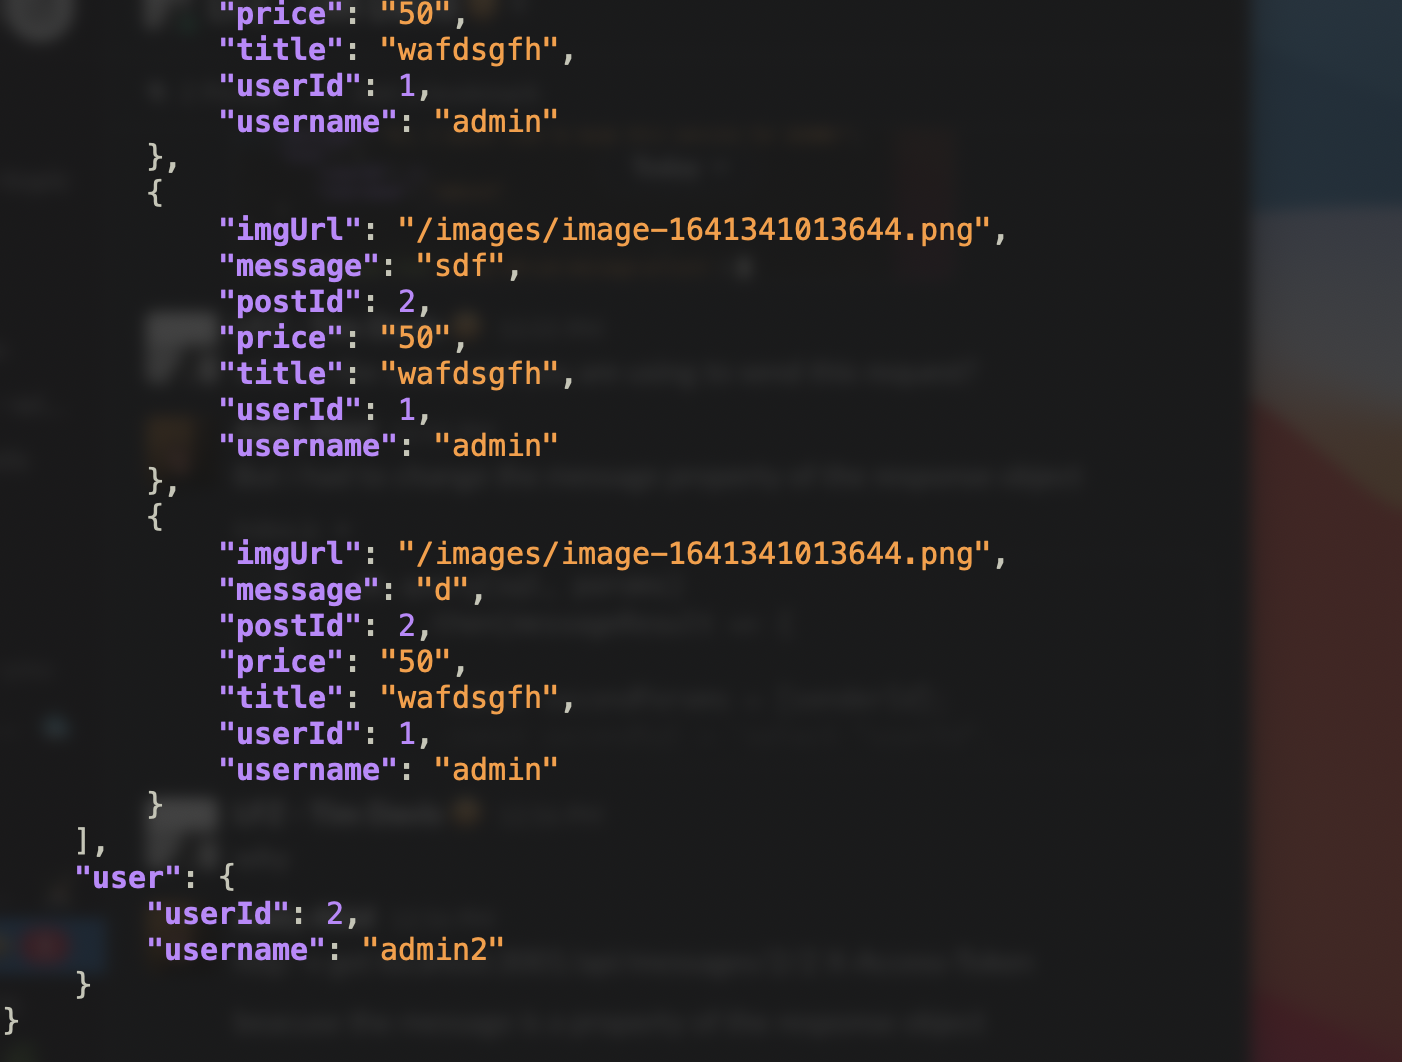 "price": "50",
"title": "wafdsgfh",
"userId": 1,
"username": "admin"
},
{
"imgUrl": "/images/image-1641341013644.png",
"message": "sdf",
"postId": 2,
"price": "50",
"title": "wafdsgfh",
"userId": 1,
"username": "admin"
},
{
"imgUrl": "/images/image-1641341013644.png",
"message": "d",
"postId": 2,
"price": "50",
"title": "wafdsgfh",
"userId": 1,
"username": "admin"
}
],
"user": {
"userId": 2,
"username": "admin2"
}
}